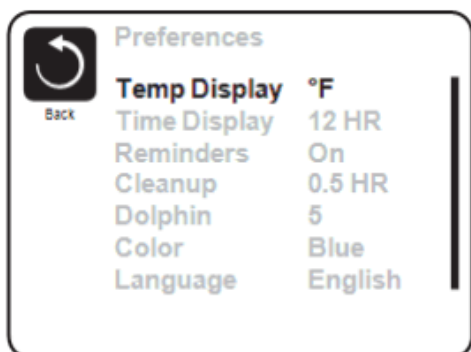 Preferences
Back
Temp Display °F
Time Display 12 HR
Reminders On
Cleanup 0.5 HR
Dolphin 5
Color Blue
Language English